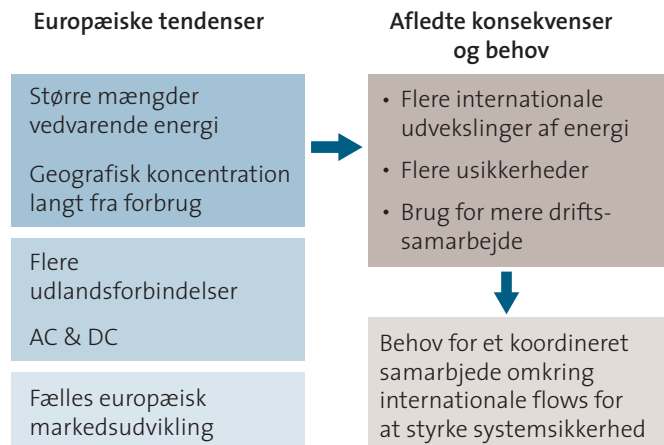 Europæiske tendenser
Større mængder
vedvarende energi
Geografisk koncentration
langt fra forbrug
Flere
udlandsforbindelser
AC & DC
Fælles europæisk
markedsudvikling
Afledte konsekvenser
og behov
• Flere internationale
udvekslinger af energi
• Flere usikkerheder
• Brug for mere drifts-
samarbejde
Behov for et koordineret
samarbjede omkring
internationale flows for
at styrke systemsikkerhed